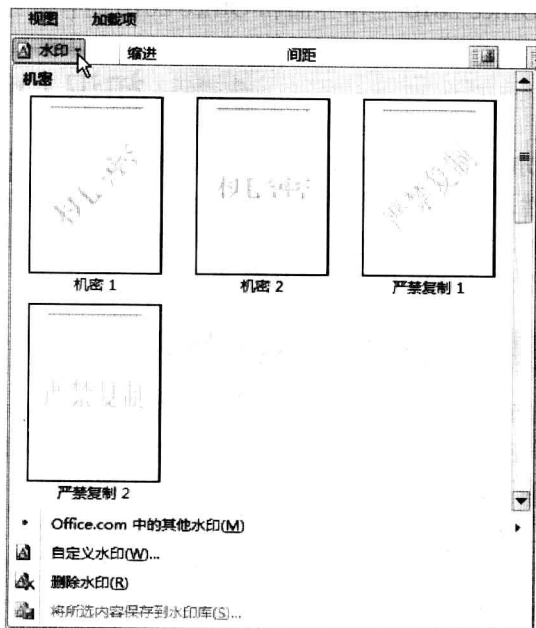 视图 加载项
水印 缩进 间距
机密
机密
机密
严禁复制
机密 1 机密 2 严禁复制 1
严禁复制
严禁复制 2
Office.com 中的其他水印(M)
自定义水印(W)...
删除水印(R)
将所选内容保存到水印库(S)...